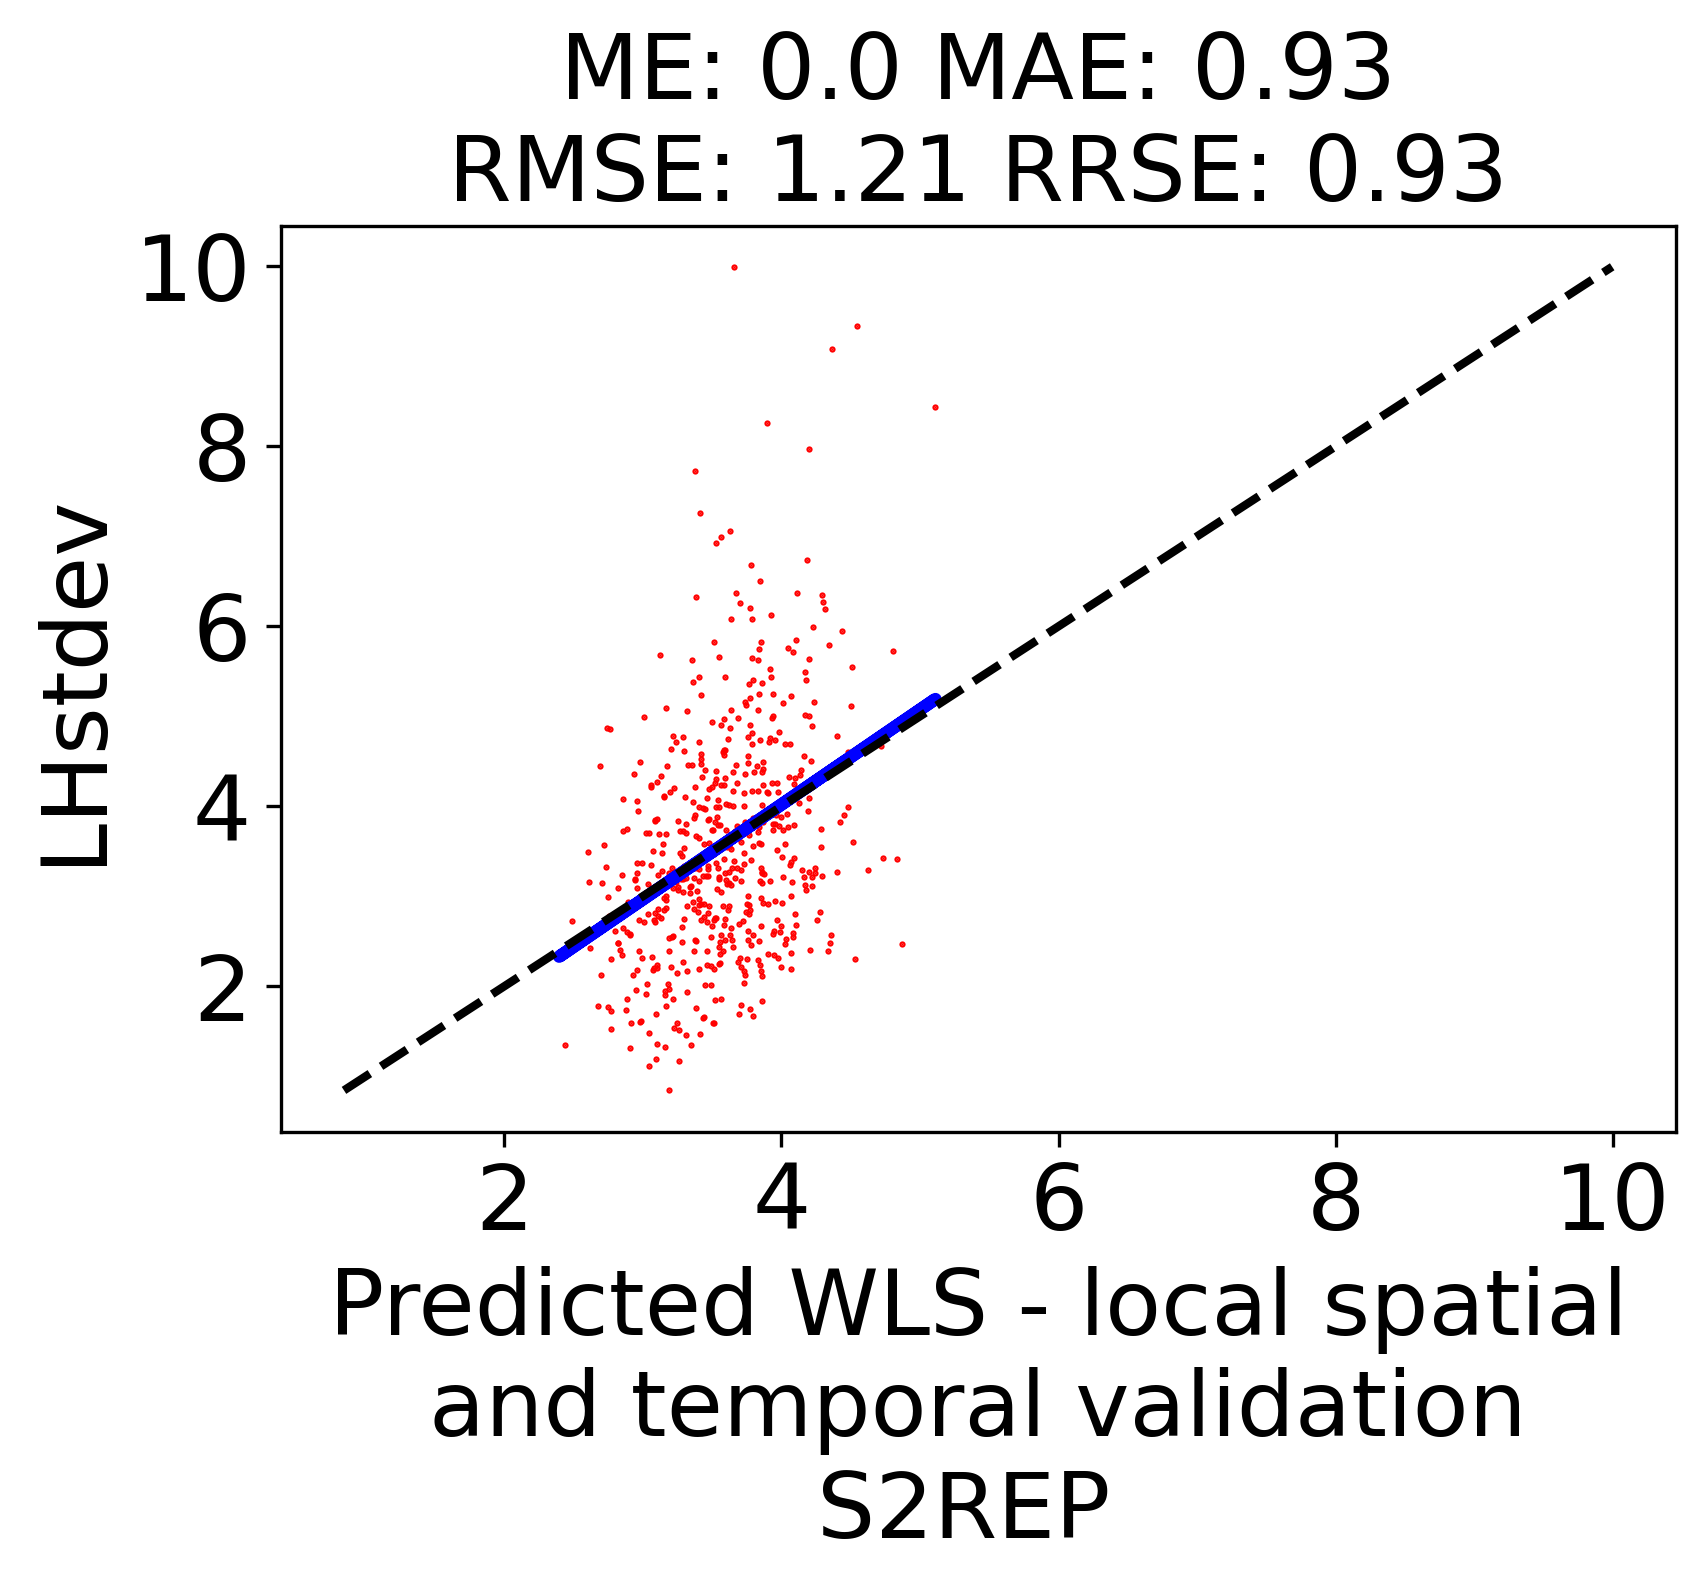 ME: 0.0 MAE: 0.93
RMSE: 1.21 RRSE: 0.93
LHstdev
10
8
6
4
2
2 4 6 8 10
Predicted WLS - local spatial
and temporal validation
S2REP